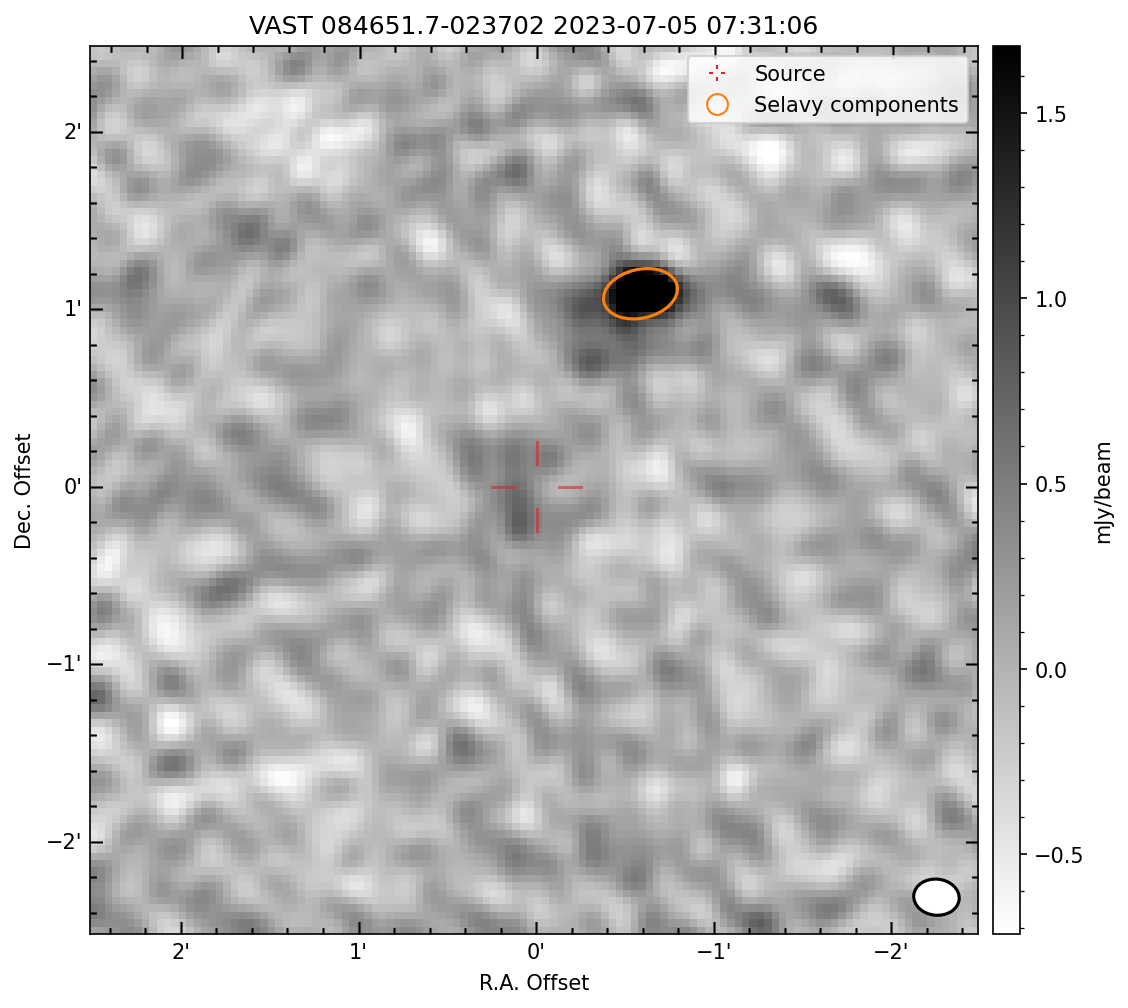 VAST 084651.7-023702 2023-07-05 07:31:06
Source
Selavy components
2'
1'
0'
−1'
−2'
Dec. Offset
2'
1'
0'
−1'
−2'
R.A. Offset
1.5
1.0
0.5
0.0
−0.5
mJy/beam